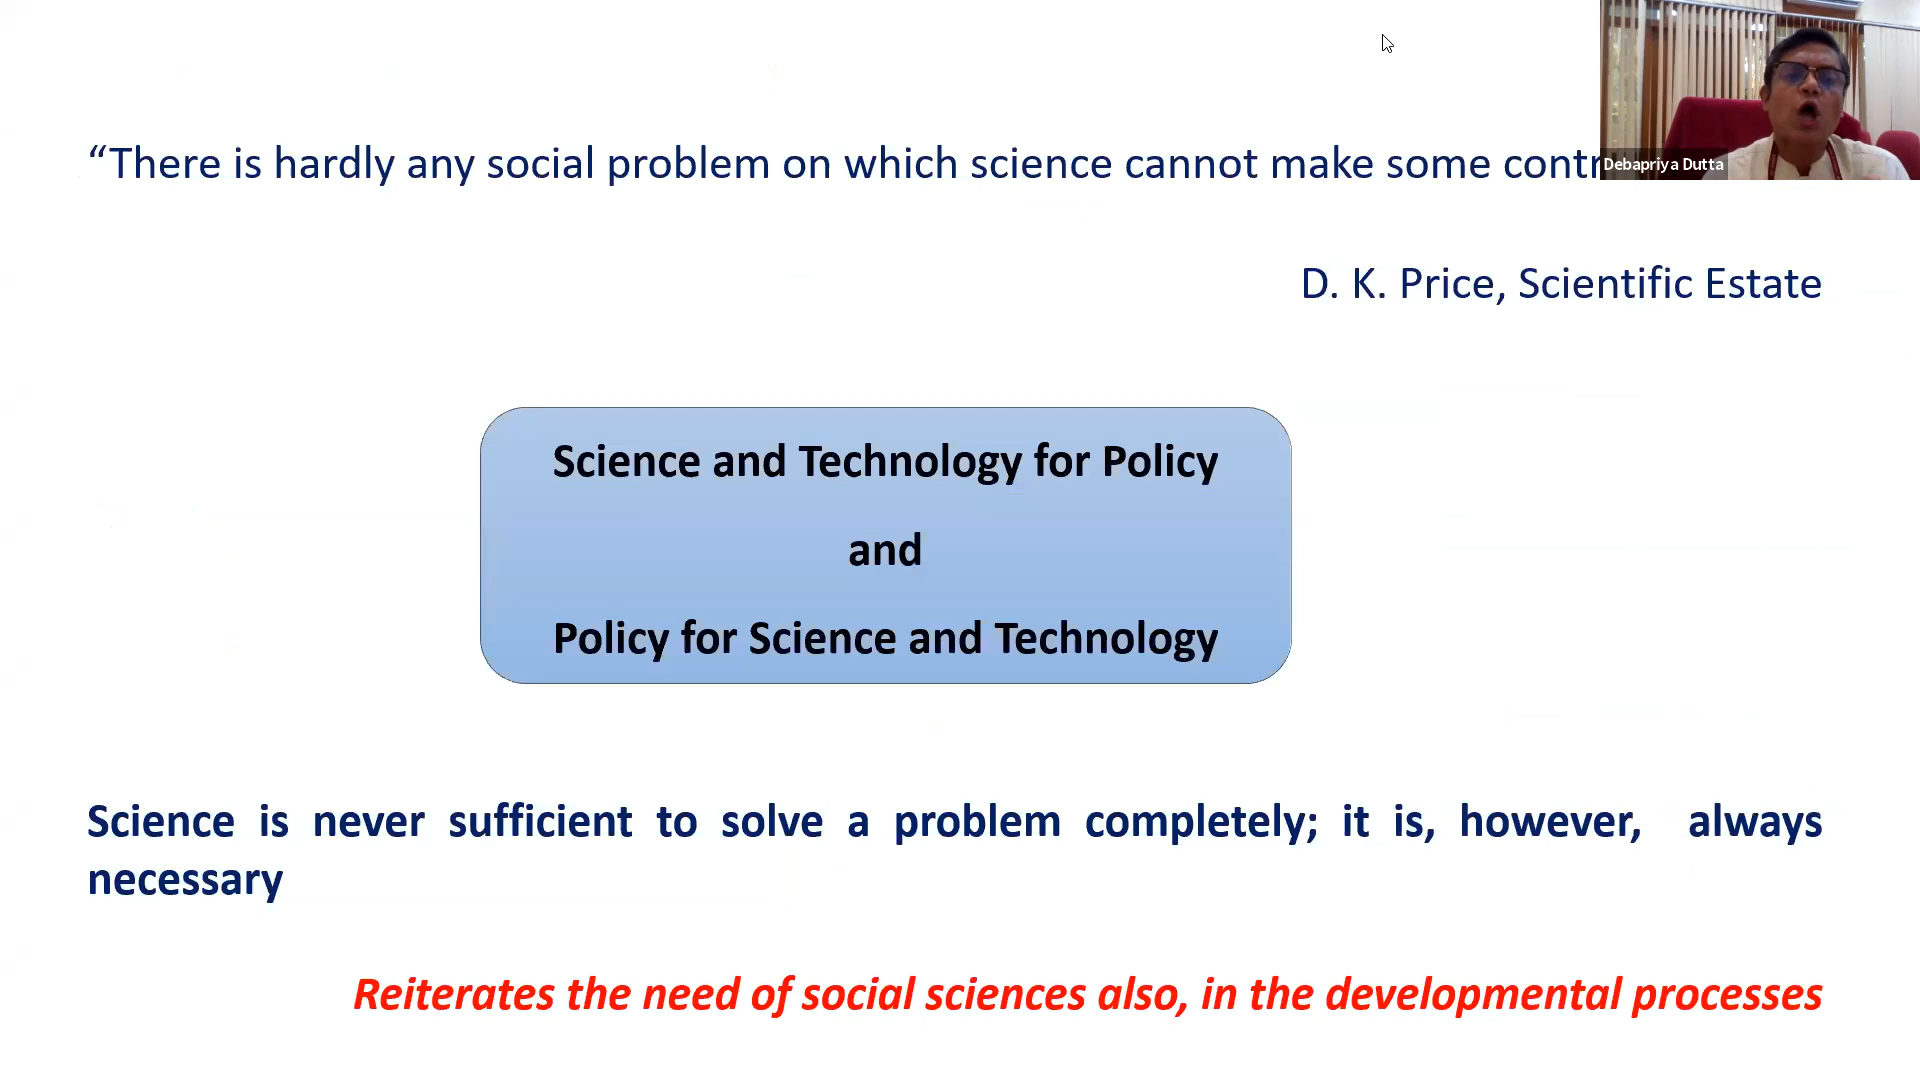 “There is hardly any social problem on which science cannot make some
Debapriya Dutta
D. K. Price, Scientific Estate
Science and Technology for Policy
and
Policy for Science and Technology
Science is never sufficient to solve a problem completely; it is, however, always
necessary
Reiterates the need of social sciences also, in the developmental processes